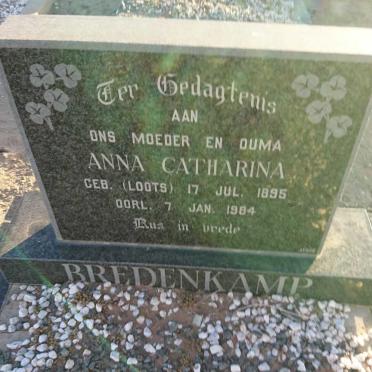 Ter Gedagtenis
AAN
ONS MOEDER EN OUMA
ANNA CATHARINA
GEB. (LOOTS) 17 JUL. 1895
OORL. 7 JAN. 1984
Rus in vrede
BREDENKAMP